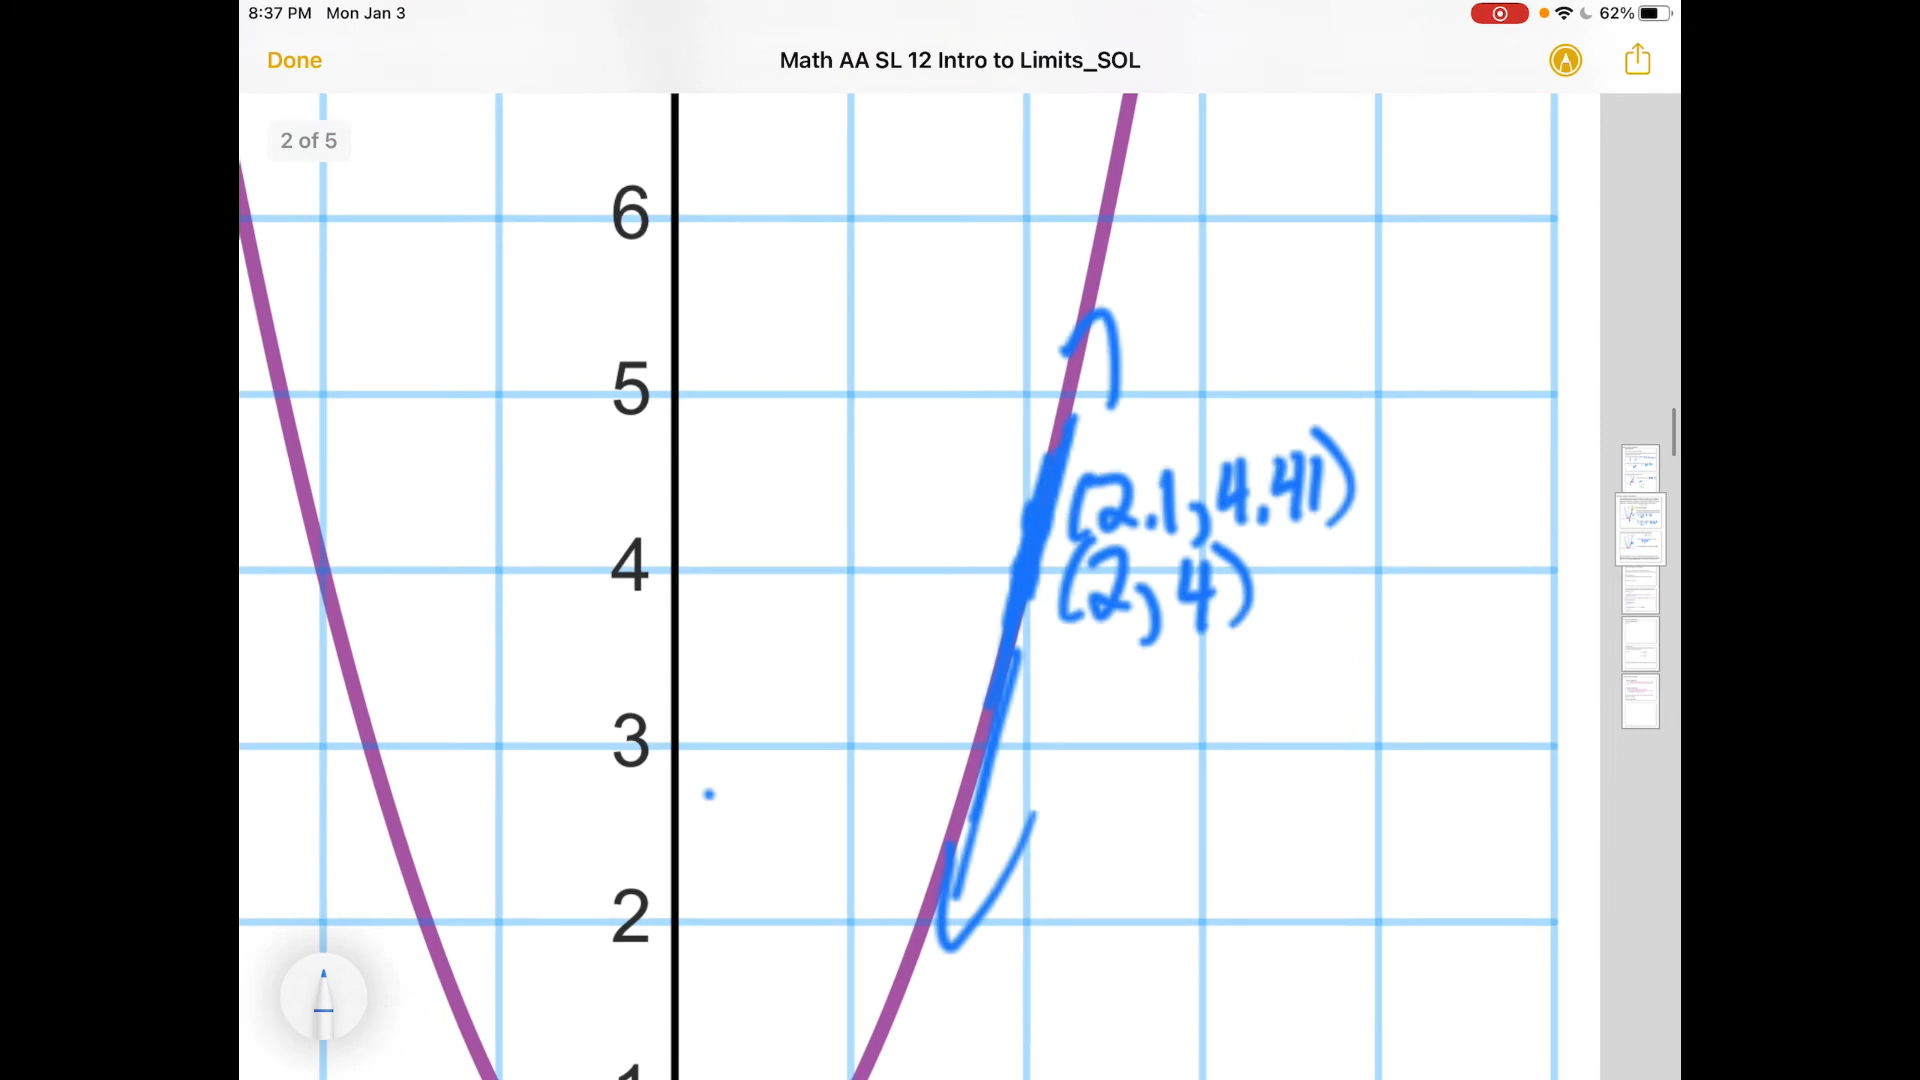 8:37 PM Mon Jan 3
62%
Done
Math AA SL 12 Intro to Limits_SOL
2 of 5
6
5
(2.1, 4.41)
4
(2, 4)
3
2
1